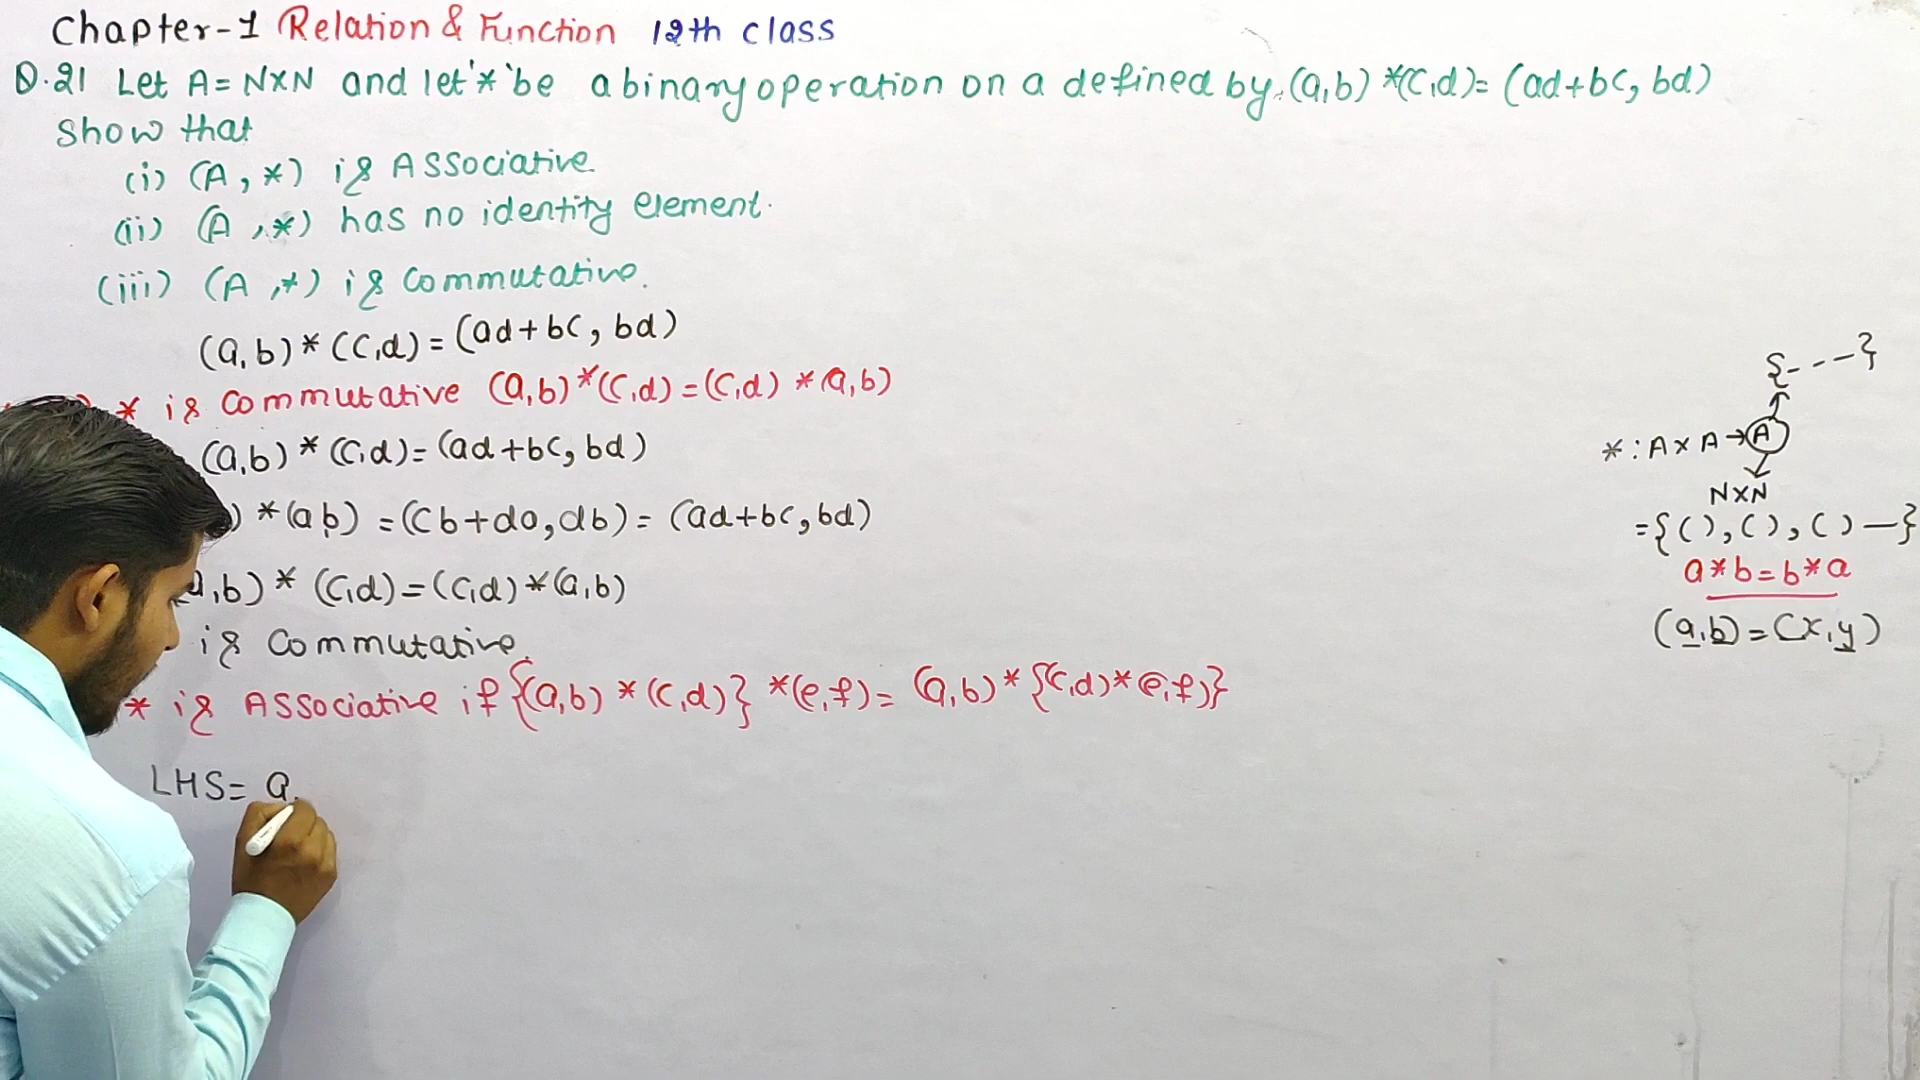 Chapter-1 Relation & Function 12th class
Q.21 Let A = N×N and let '*' be a binary operation on a defined by (a,b) *(c,d)= (ad+bc, bd)
Show that
(i) (A, *) is Associative.
(ii) (A, *) has no identity element.
(iii) (A, *) is Commutative.
(a,b)*(c,d)=(ad+bc, bd)
* is Commutative (a,b)*(c,d)=(c,d)*(a,b)
(a,b)*(c,d)=(ad+bc, bd)
)*(a b) =(cb+da, db)= (ad+bc, bd)
a,b)*(c,d)=(c,d)*(a,b)
is Commutative.
* is Associative if {(a,b)*(c,d)}*(e,f)= (a,b)*{(c,d)*(e,f)}
LHS= a
{---}
*:A×A→A
N×N
={( ),( ),( )—}
a*b=b*a
(a,b)=(x,y)